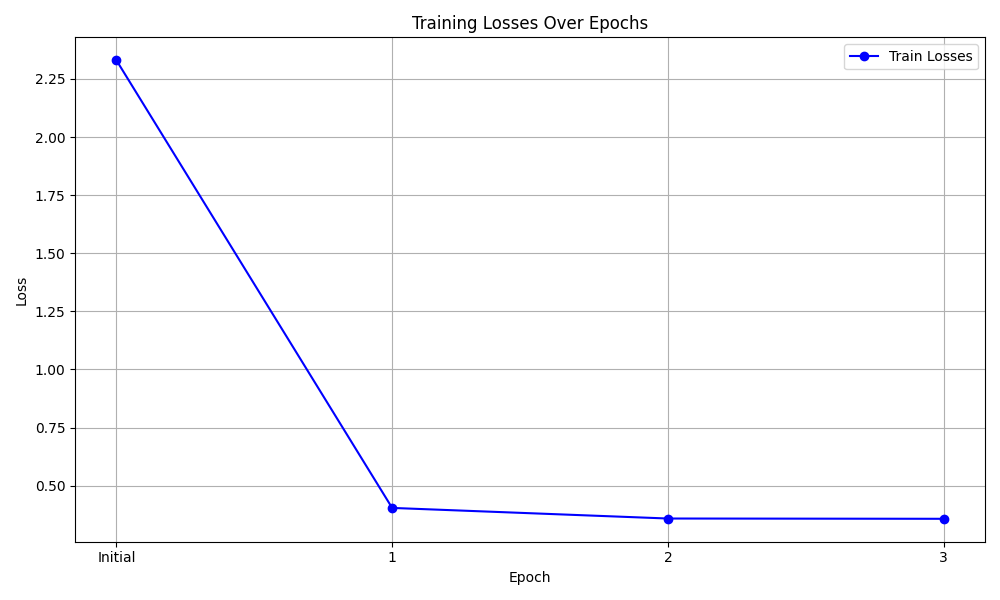 Training Losses Over Epochs
Train Losses
2.25
2.00
1.75
1.50
1.25
1.00
0.75
0.50
Loss
Initial 1 2 3
Epoch